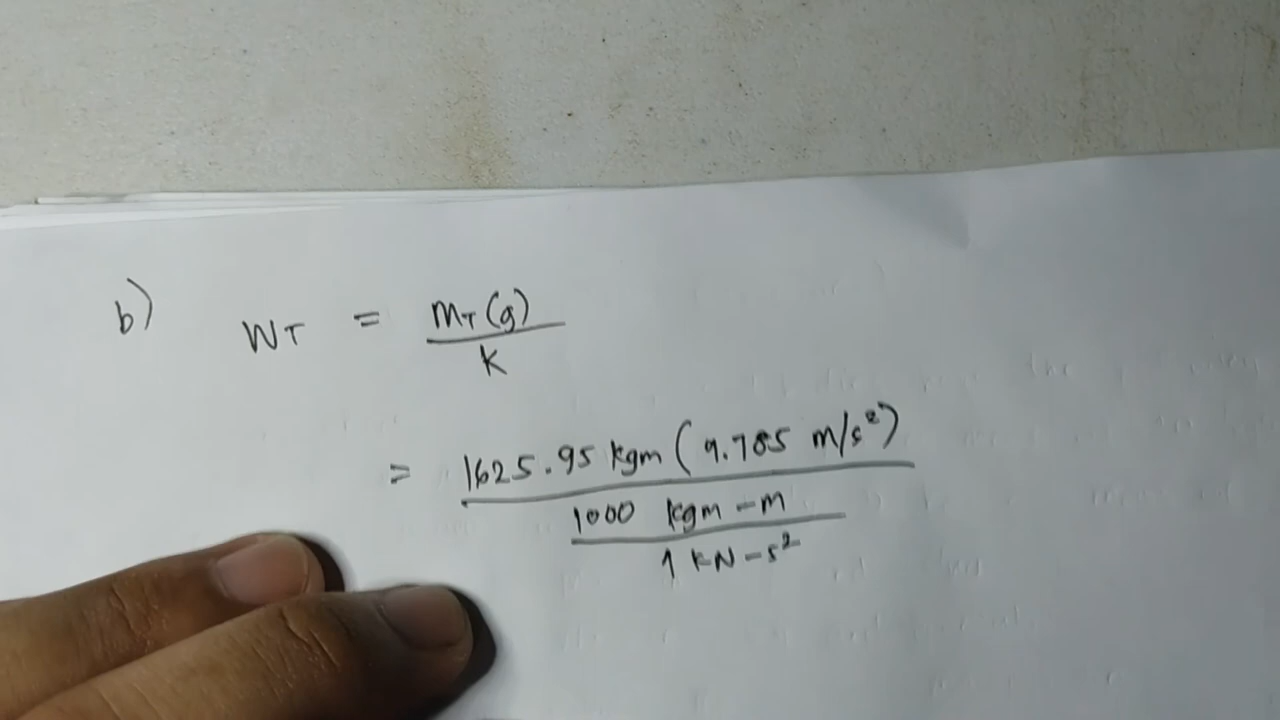 b) WT = mT(g)
k
= 1625.95 kgm (9.785 m/s²)
1000 kgm-m
1 kN-s²